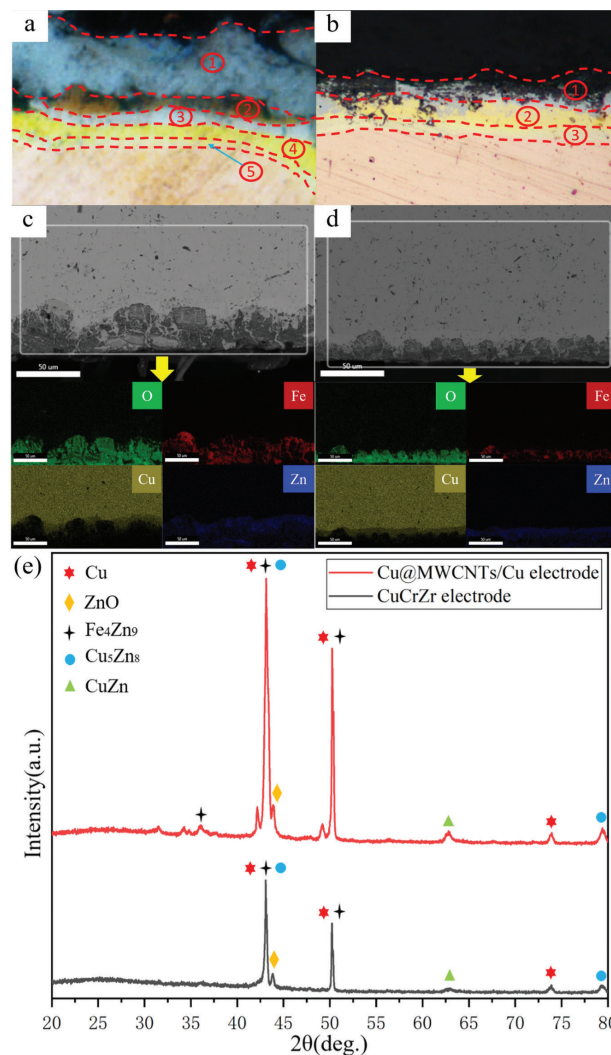 a
b
①
②
③
④
⑤
①
②
③
c
d
50 um
50 um
O
Fe
O
Fe
50 um
50 um
50 um
50 um
Cu
Zn
Cu
Zn
50 um
50 um
50 um
50 um
(e)
Cu
ZnO
Fe₄Zn₉
Cu₅Zn₈
CuZn
Cu@MWCNTs/Cu electrode
CuCrZr electrode
Intensity(a.u.)
20 25 30 35 40 45 50 55 60 65 70 75 80
2θ(deg.)